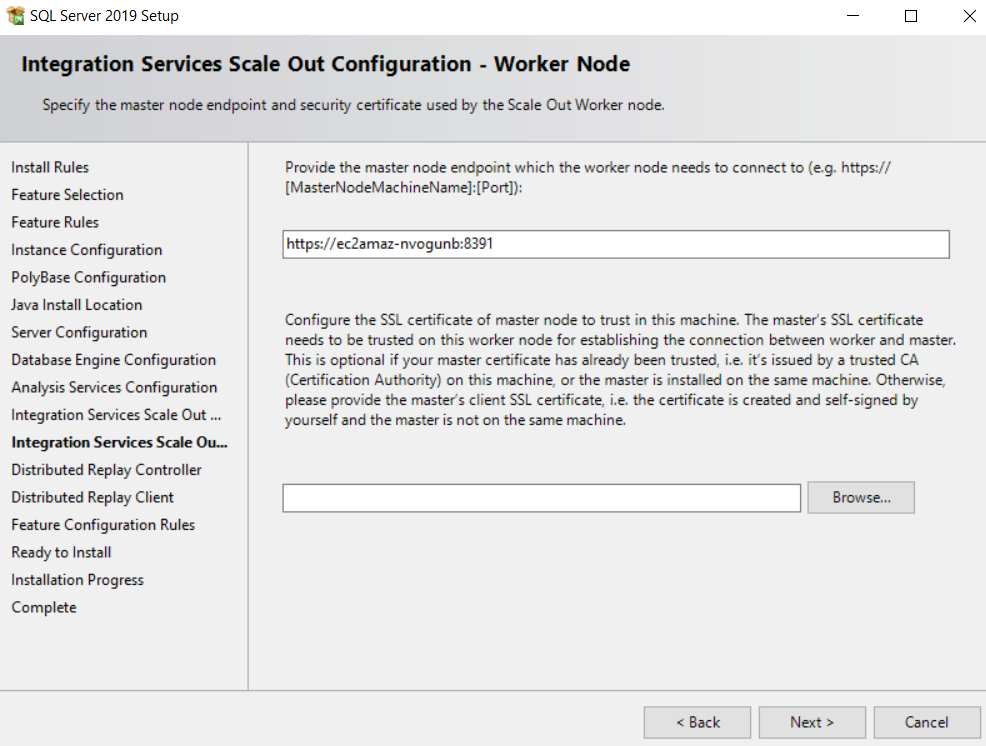 SQL Server 2019 Setup
Integration Services Scale Out Configuration - Worker Node
Specify the master node endpoint and security certificate used by the Scale Out Worker node.
Install Rules
Feature Selection
Feature Rules
Instance Configuration
PolyBase Configuration
Java Install Location
Server Configuration
Database Engine Configuration
Analysis Services Configuration
Integration Services Scale Out ...
Integration Services Scale Ou...
Distributed Replay Controller
Distributed Replay Client
Feature Configuration Rules
Ready to Install
Installation Progress
Complete
Provide the master node endpoint which the worker node needs to connect to (e.g. https://
[MasterNodeMachineName]:[Port]):
https://ec2amaz-nvogunb:8391
Configure the SSL certificate of master node to trust in this machine. The master's SSL certificate
needs to be trusted on this worker node for establishing the connection between worker and master.
This is optional if your master certificate has already been trusted, i.e. it's issued by a trusted CA
(Certification Authority) on this machine, or the master is installed on the same machine. Otherwise,
please provide the master's client SSL certificate, i.e. the certificate is created and self-signed by
yourself and the master is not on the same machine.
Browse...
< Back
Next >
Cancel